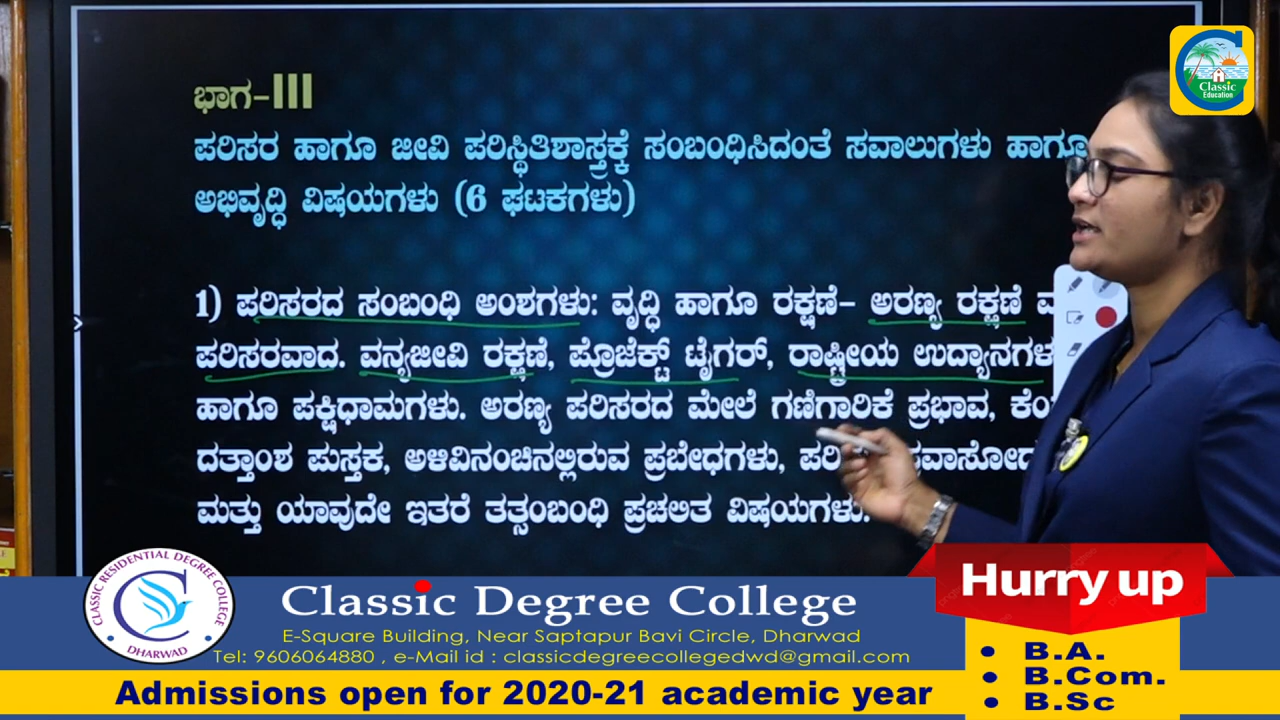 ಭಾಗ-III
ಪರಿಸರ ಹಾಗೂ ಜೀವಿ ಪರಿಸ್ಥಿತಿಶಾಸ್ತ್ರಕ್ಕೆ ಸಂಬಂಧಿಸಿದಂತೆ ಸವಾಲುಗಳು ಹಾಗೂ
ಅಭಿವೃದ್ಧಿ ವಿಷಯಗಳು (6 ಘಟಕಗಳು)
1) ಪರಿಸರದ ಸಂಬಂಧಿ ಅಂಶಗಳು: ವೃದ್ಧಿ ಹಾಗೂ ರಕ್ಷಣೆ- ಅರಣ್ಯ ರಕ್ಷಣೆ
ಪರಿಸರವಾದ. ವನ್ಯಜೀವಿ ರಕ್ಷಣೆ, ಪ್ರೊಜೆಕ್ಟ್ ಟೈಗರ್, ರಾಷ್ಟ್ರೀಯ ಉದ್ಯಾನಗಳ
ಹಾಗೂ ಪಕ್ಷಿಧಾಮಗಳು. ಅರಣ್ಯ ಪರಿಸರದ ಮೇಲೆ ಗಣಿಗಾರಿಕೆ ಪ್ರಭಾವ,
ದತ್ತಾಂಶ ಪುಸ್ತಕ, ಅಳಿವಿನಂಚಿನಲ್ಲಿರುವ ಪ್ರಬೇಧಗಳು,
ಮತ್ತು ಯಾವುದೇ ಇತರೆ ತತ್ಸಂಬಂಧಿ ಪ್ರಚಲಿತ ವಿಷಯಗಳು.
Classic
Education
CLASSIC RESIDENTIAL DEGREE COLLEGE
DHARWAD
Classic Degree College
E-Square Building, Near Saptapur Bavi Circle, Dharwad
Tel: 9606064880 , e-Mail id : classicdegreecollegedwd@gmail.com
Admissions open for 2020-21 academic year
Hurry up
• B.A.
• B.Com.
• B.Sc